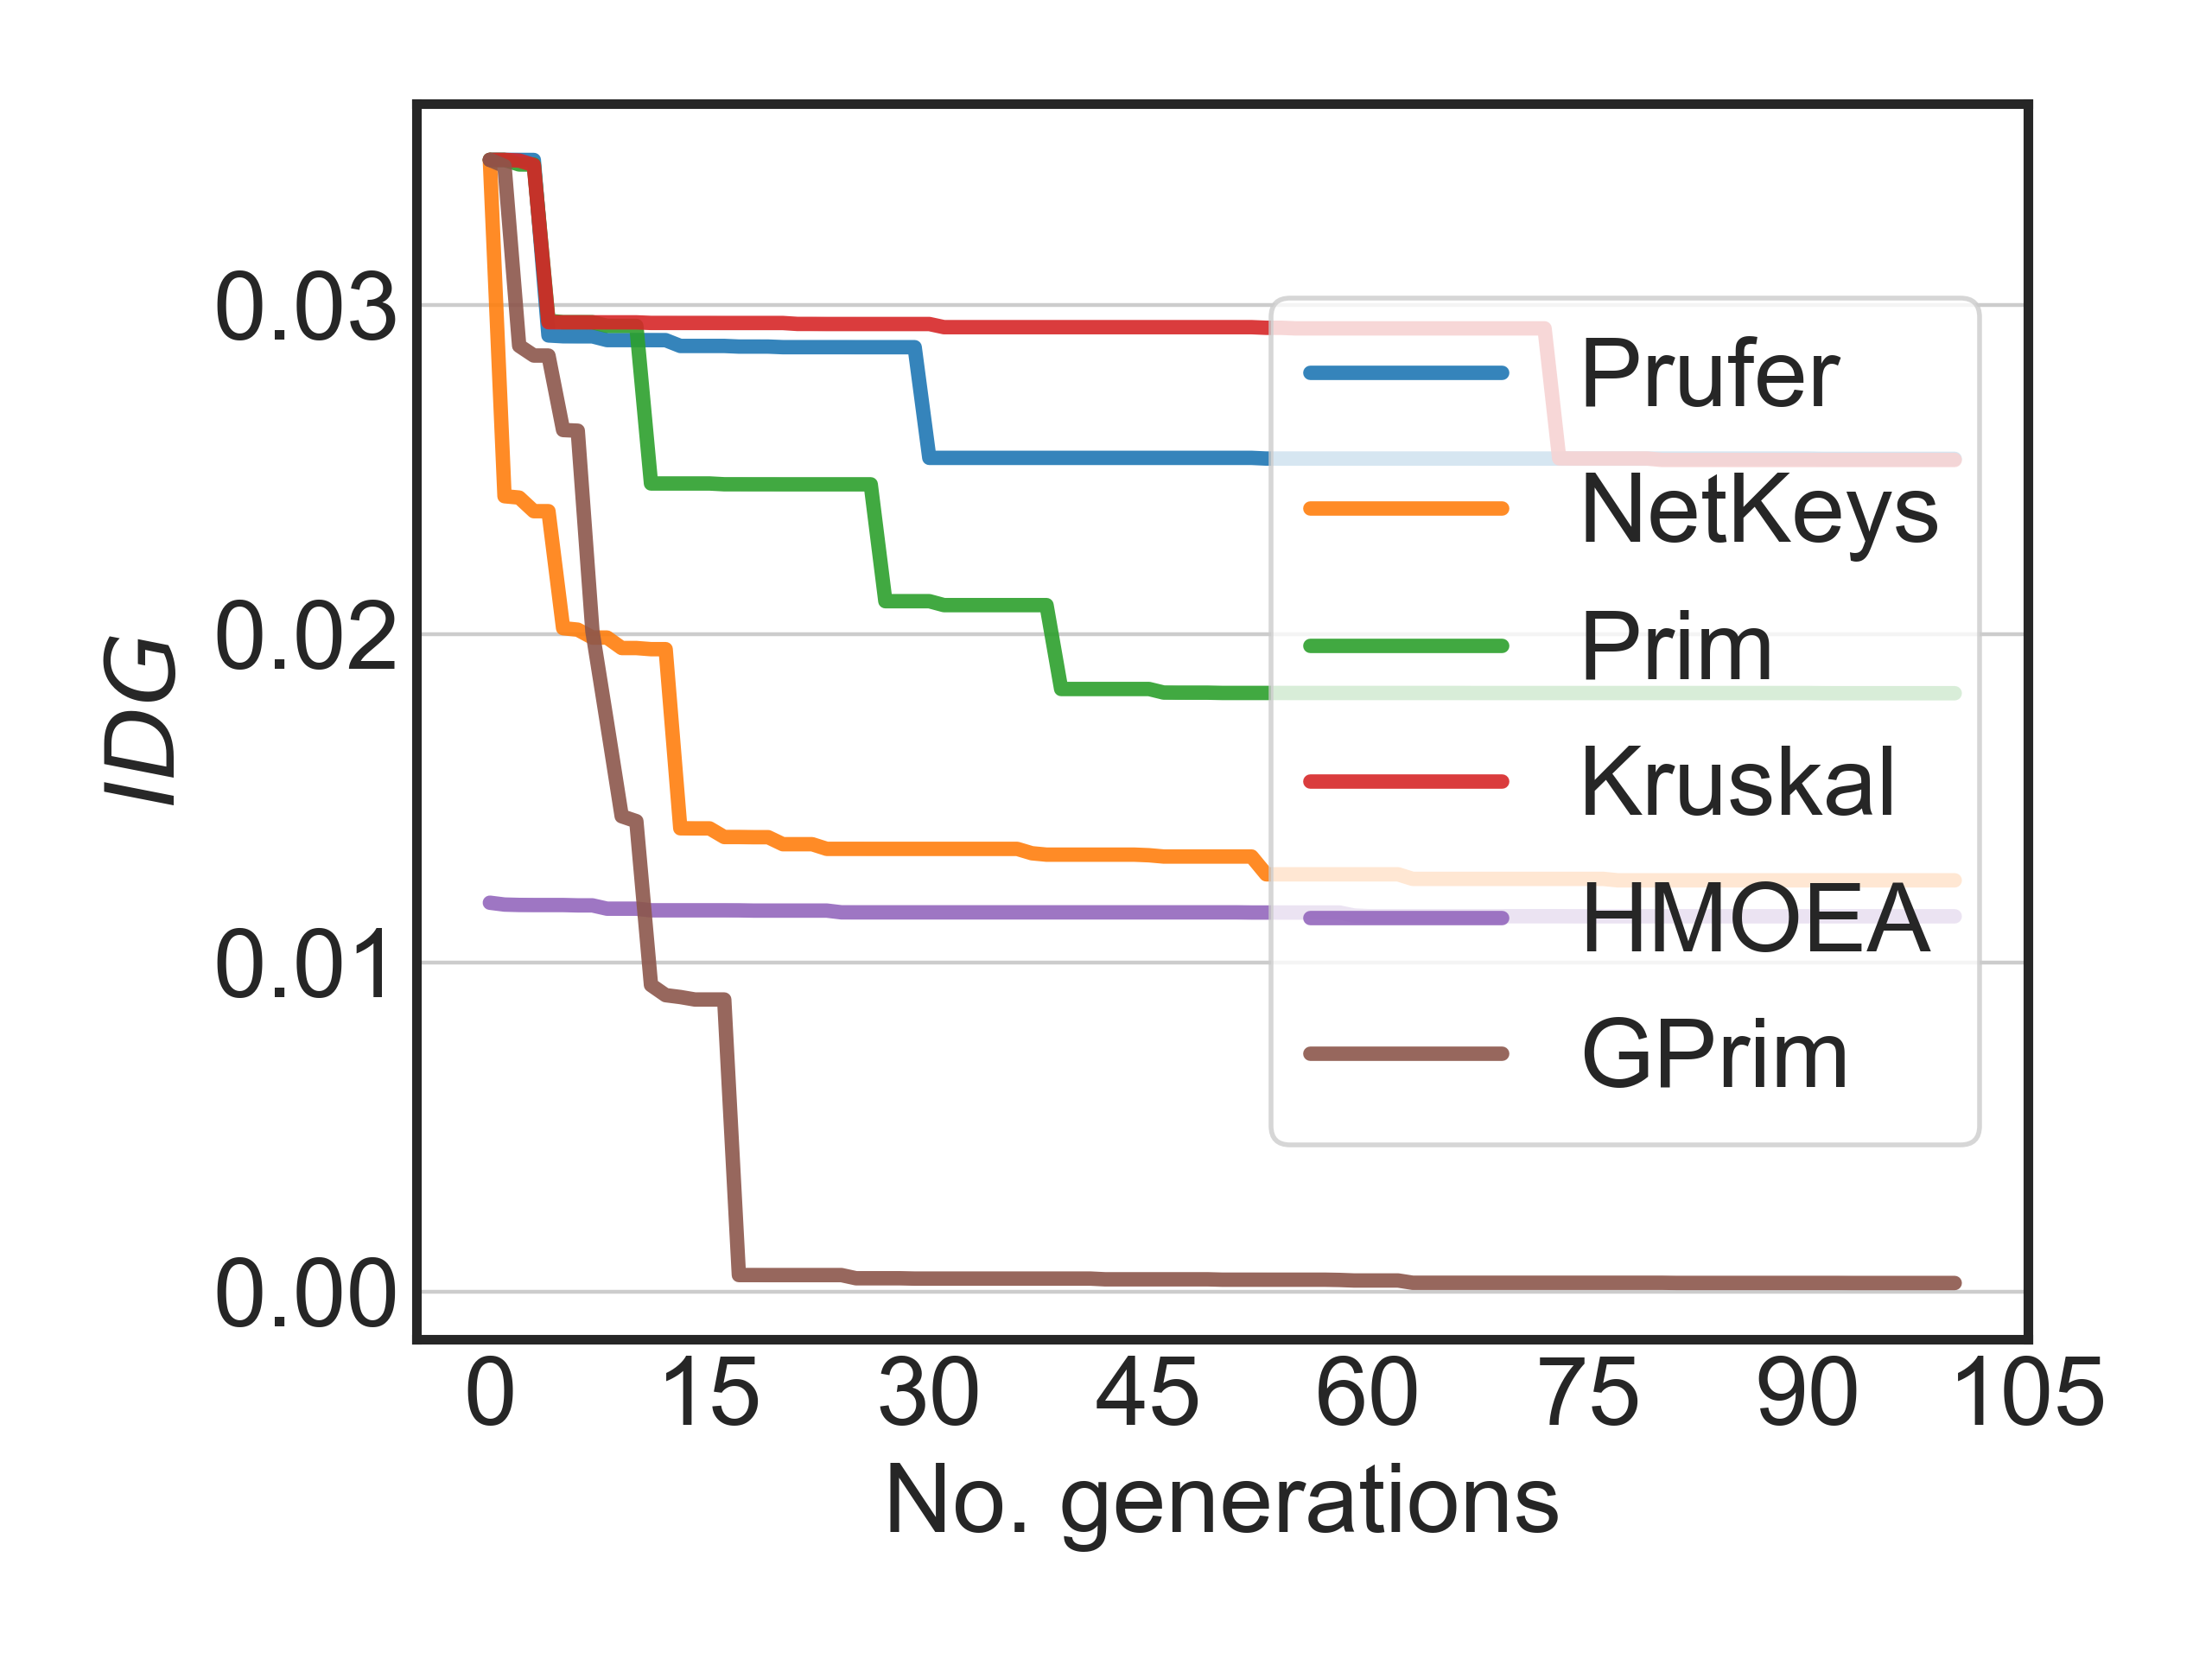 IDG
0.03
0.02
0.01
0.00
0 15 30 45 60 75 90 105
No. generations
Prufer
NetKeys
Prim
Kruskal
HMOEA
GPrim